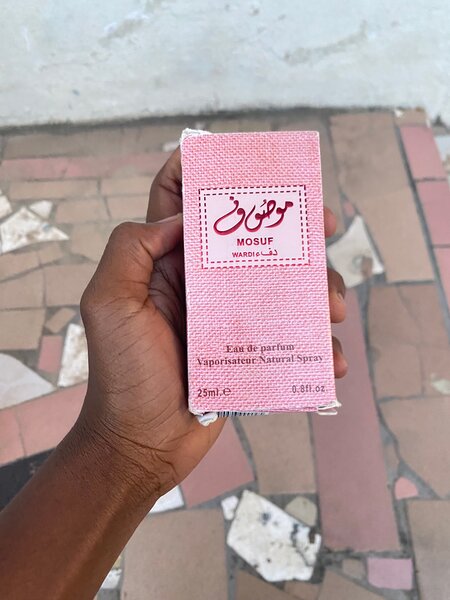 موصوف
MOSUF
WARDI
Eau de parfum
Vaporisateur Natural Spray
25ml.℮ 0.8fl.oz.